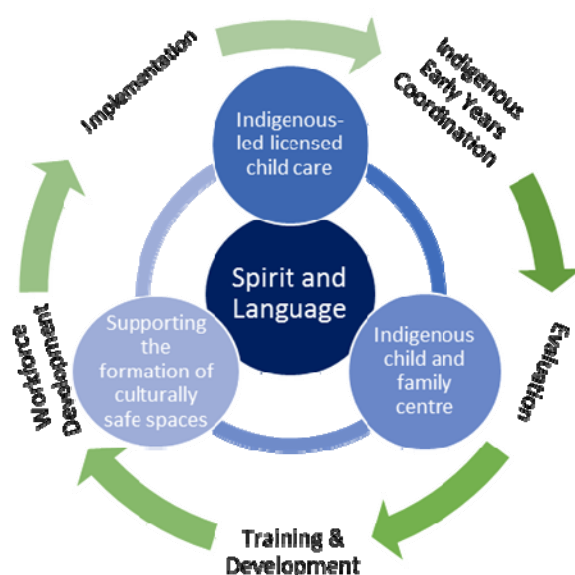 Implementation
Indigenous
Early Years
Coordination
Indigenous-
led licensed
child care
Spirit and
Language
Supporting
the
formation of
culturally
safe spaces
Indigenous
child and
family
centre
Workforce
Development
Evaluation
Training &
Development